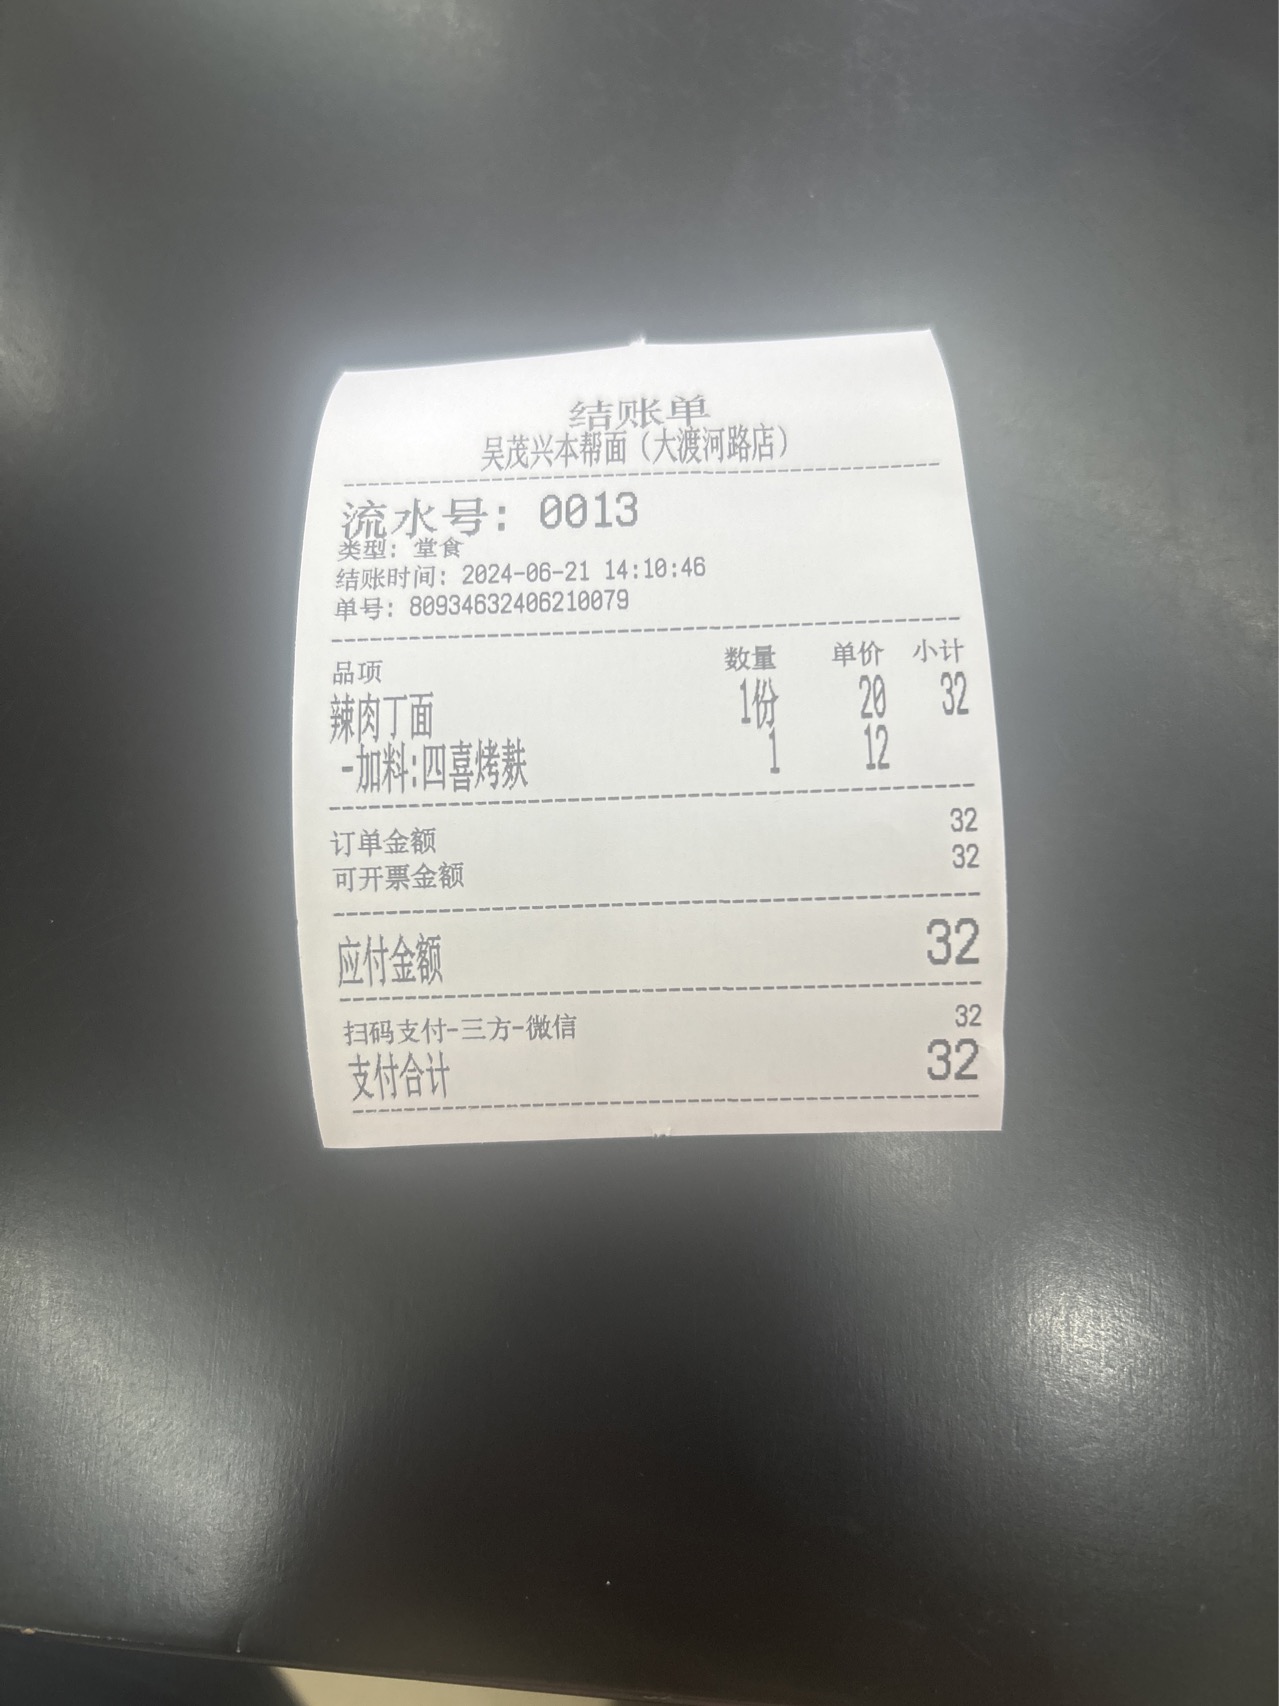 结账单
吴茂兴本帮面（大渡河路店）
流水号: 0013
类型: 堂食
结账时间: 2024-06-21 14:10:46
单号: 80934632406210079
品项 数量 单价 小计
辣肉丁面 1份 20 32
-加料:四喜烤麸 1 12
订单金额 32
可开票金额 32
应付金额 32
扫码支付-三方-微信 32
支付合计 32